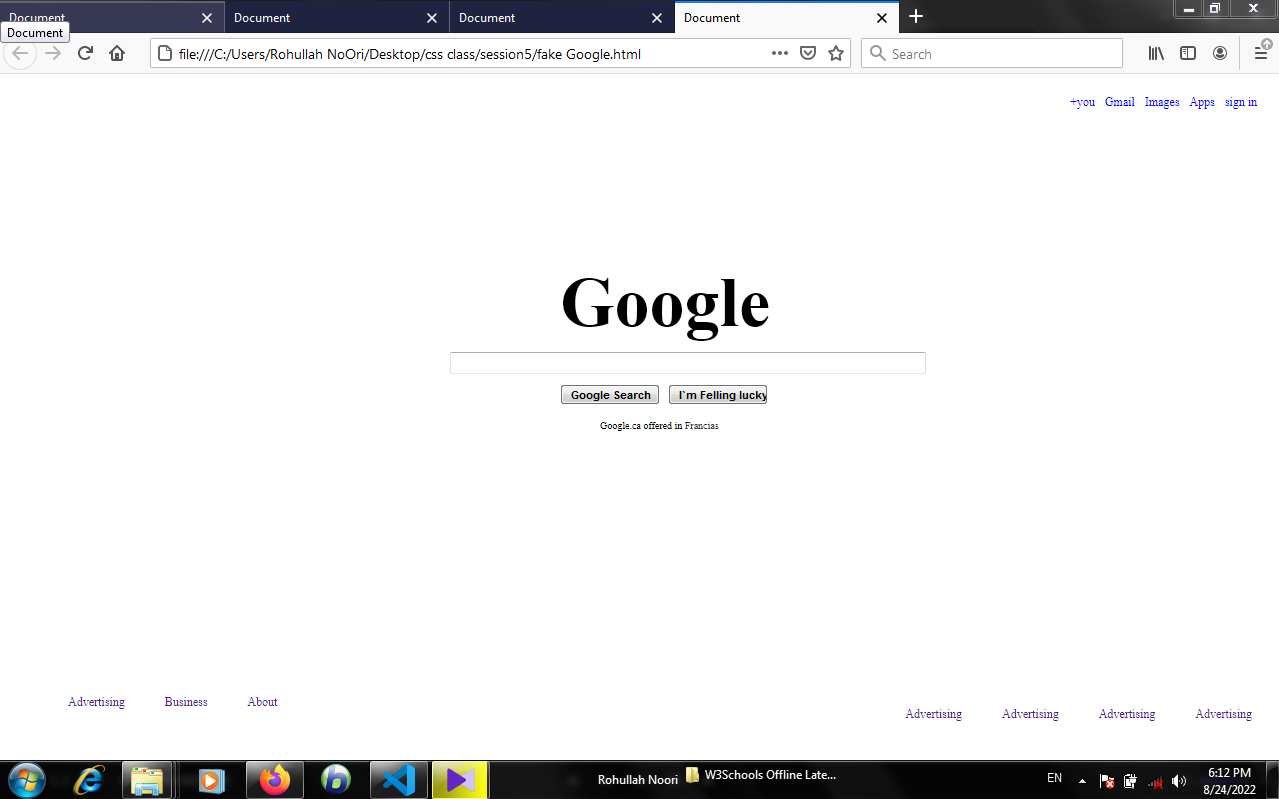 Document Document Document Document
Document
file:///C:/Users/Rohullah NoOri/Desktop/css class/session5/fake Google.html
Search
+you Gmail Images Apps sign in
Google
Google Search I`m Felling lucky
Google.ca offered in Francias
Advertising Business About
Advertising Advertising Advertising Advertising
Rohullah Noori W3Schools Offline Late...
EN
6:12 PM
8/24/2022